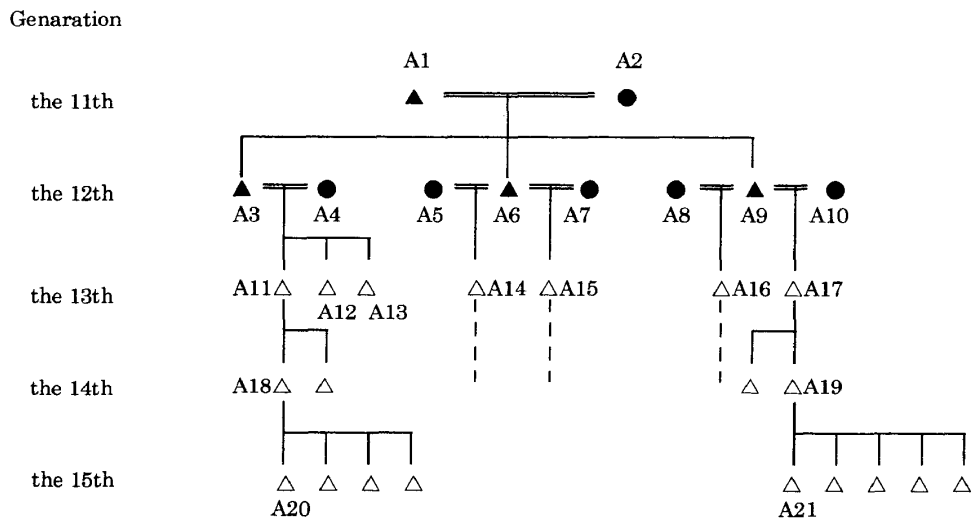 Genaration
A1 A2
the 11th
the 12th
A3 A4 A5 A6 A7 A8 A9 A10
the 13th A11 A14 A15 A16 A17
A12 A13
the 14th A18 A19
the 15th
A20 A21